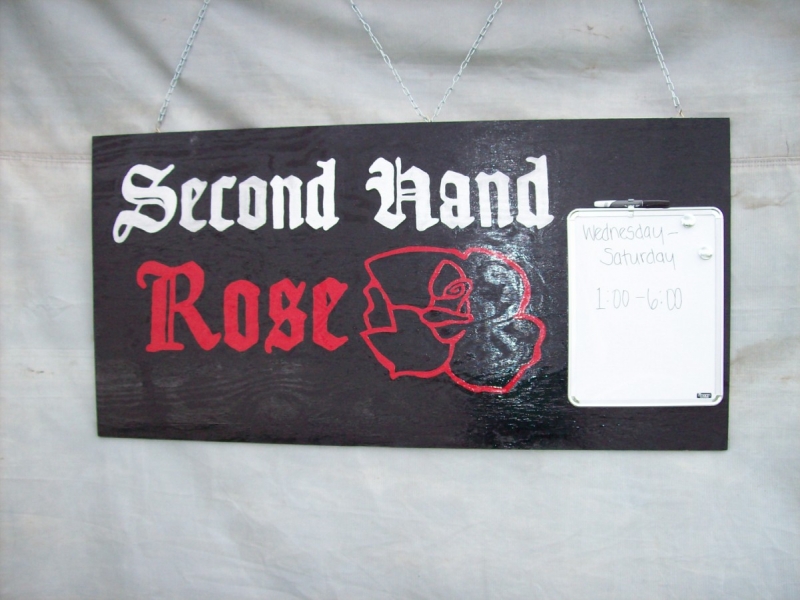 Second Hand
Rose
Wednesday -
Saturday
1:00 - 6:00